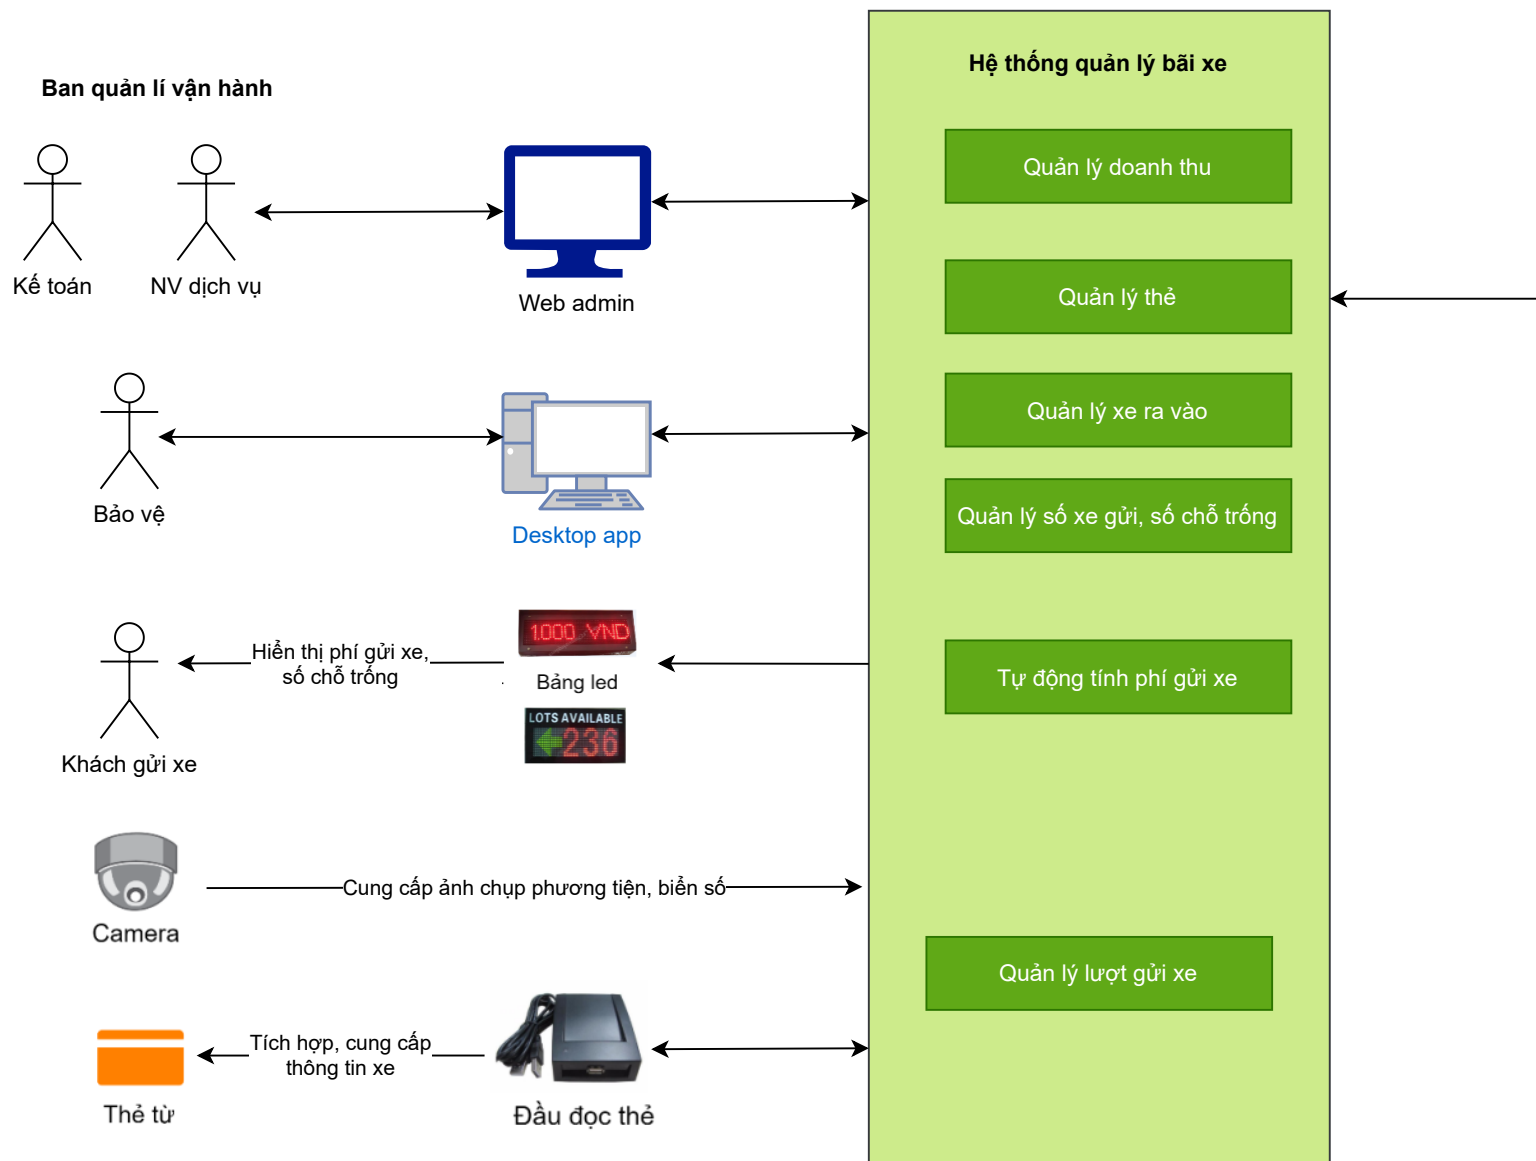 Hệ thống quản lý bãi xe
Ban quản lí vận hành
Quản lý doanh thu
Kế toán
NV dịch vụ
Web admin
Quản lý thẻ
Quản lý xe ra vào
Bảo vệ
Desktop app
Quản lý số xe gửi, số chỗ trống
1.000 VND
Hiển thị phí gửi xe,
số chỗ trống
Bảng led
Tự động tính phí gửi xe
LOTS AVAILABLE
236
Khách gửi xe
Cung cấp ảnh chụp phương tiện, biển số
Camera
Quản lý lượt gửi xe
Tích hợp, cung cấp
thông tin xe
Thẻ từ
Đầu đọc thẻ